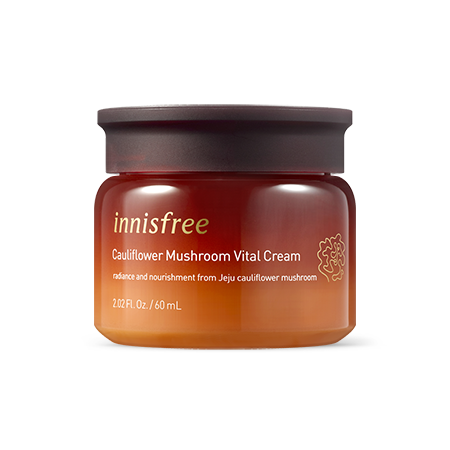 innisfree
Cauliflower Mushroom Vital Cream
radiance and nourishment from Jeju cauliflower mushroom
2.02 Fl. Oz. / 60 mL